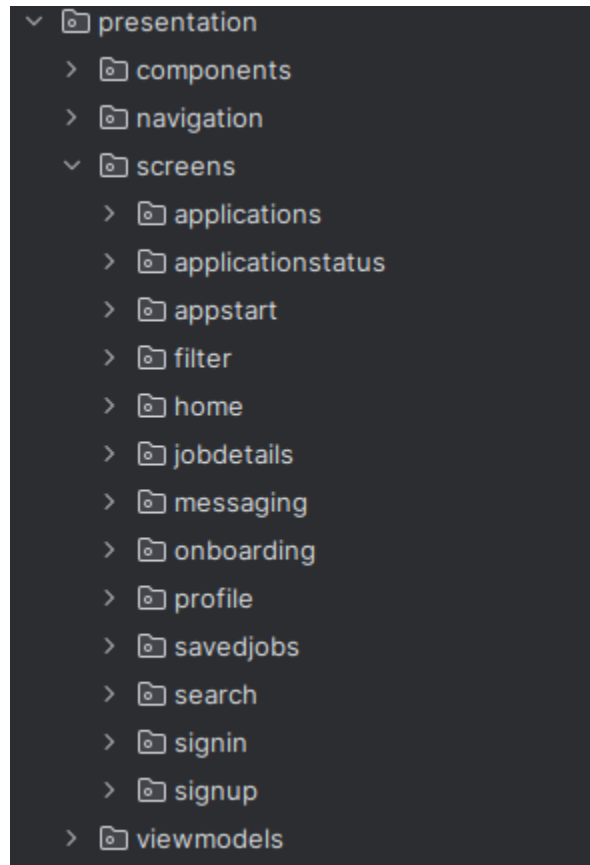 presentation
components
navigation
screens
applications
applicationstatus
appstart
filter
home
jobdetails
messaging
onboarding
profile
savedjobs
search
signin
signup
viewmodels